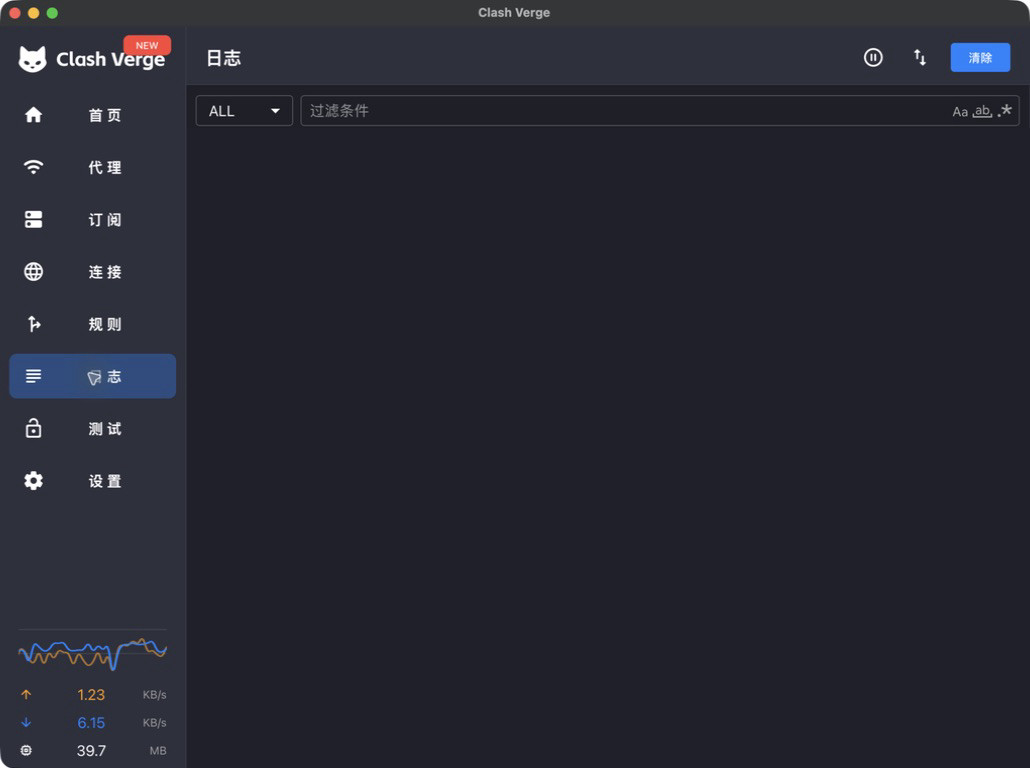 Clash Verge
NEW
Clash Verge
日志
清除
首页
ALL
过滤条件
Aa ab, .*
代理
订阅
连接
规则
志
测试
设置
1.23 KB/s
6.15 KB/s
39.7 MB